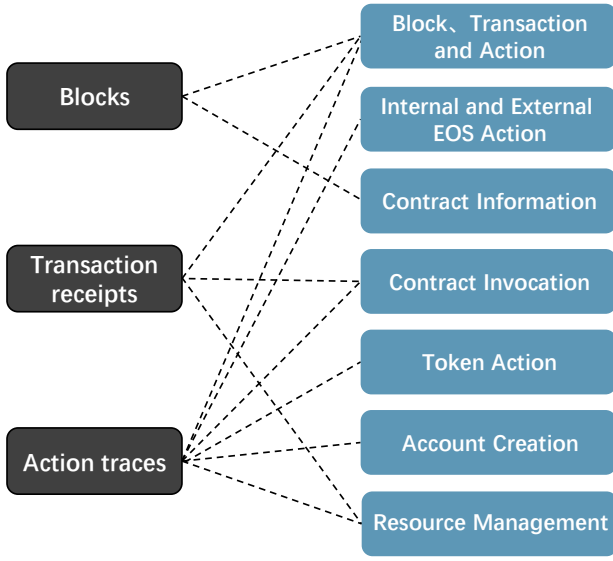 Blocks
Transaction
receipts
Action traces
Block、Transaction
and Action
Internal and External
EOS Action
Contract Information
Contract Invocation
Token Action
Account Creation
Resource Management